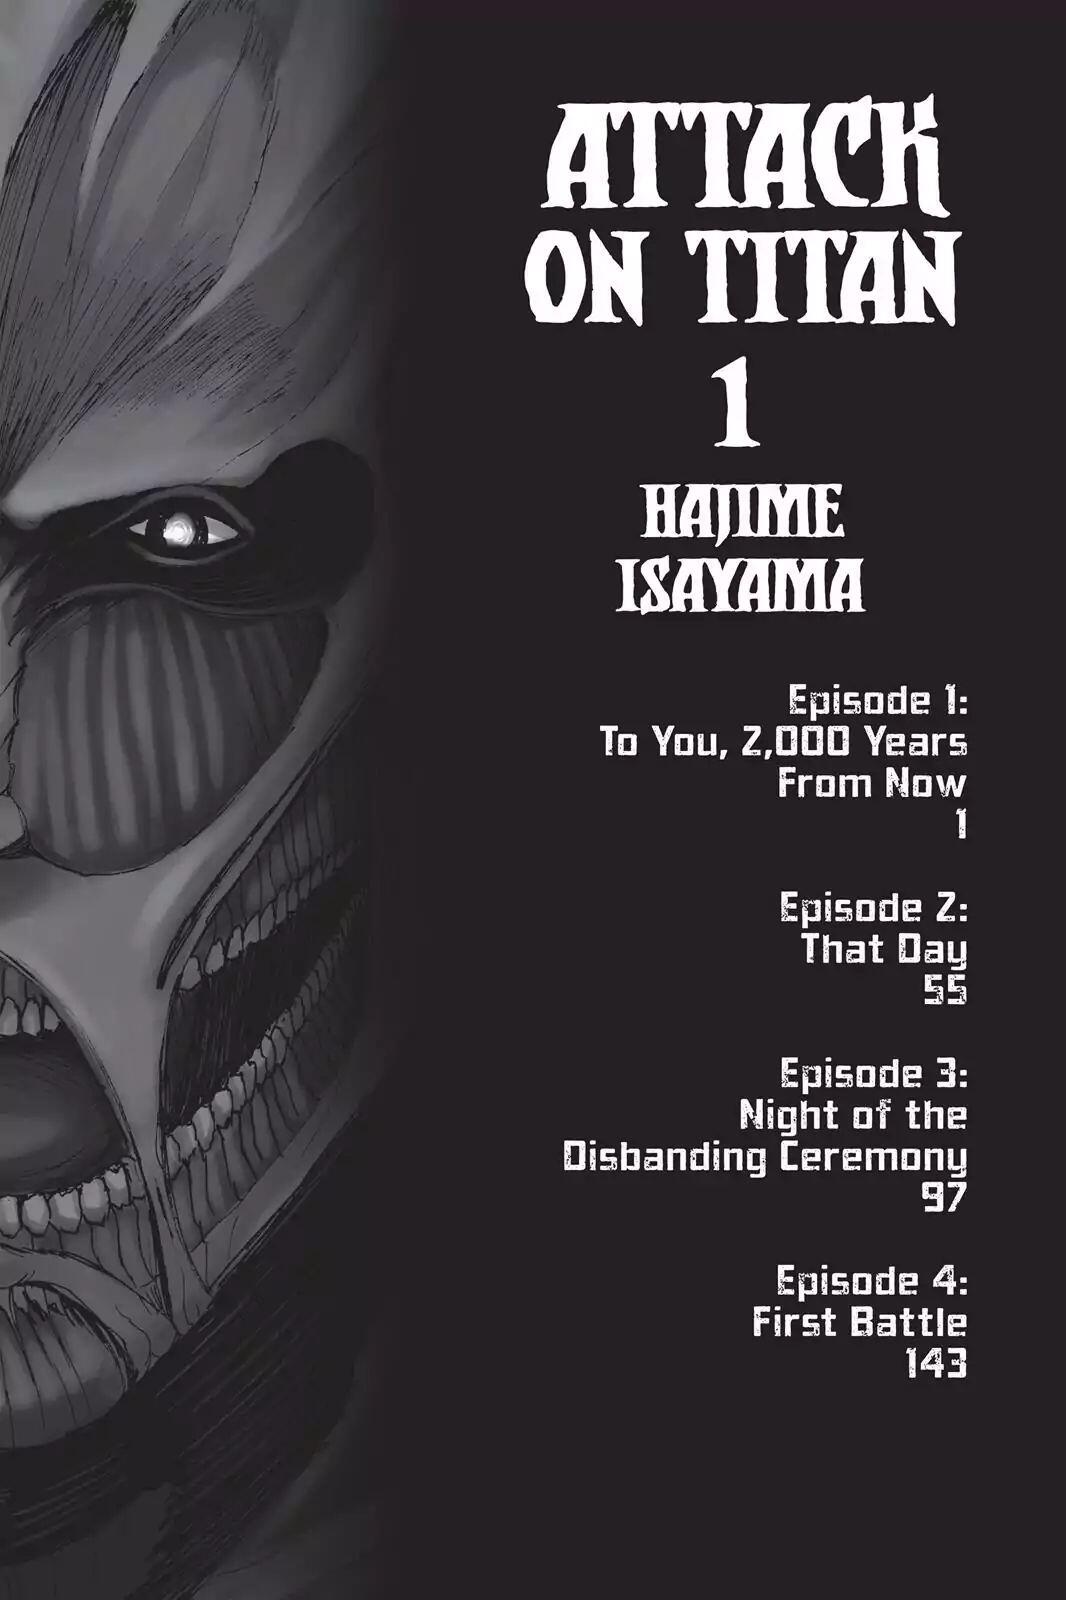 ATTACK
ON TITAN
1
HAJIME
ISAYAMA
Episode 1:
To You, 2,000 Years
From Now
1
Episode 2:
That Day
55
Episode 3:
Night of the
Disbanding Ceremony
97
Episode 4:
First Battle
143